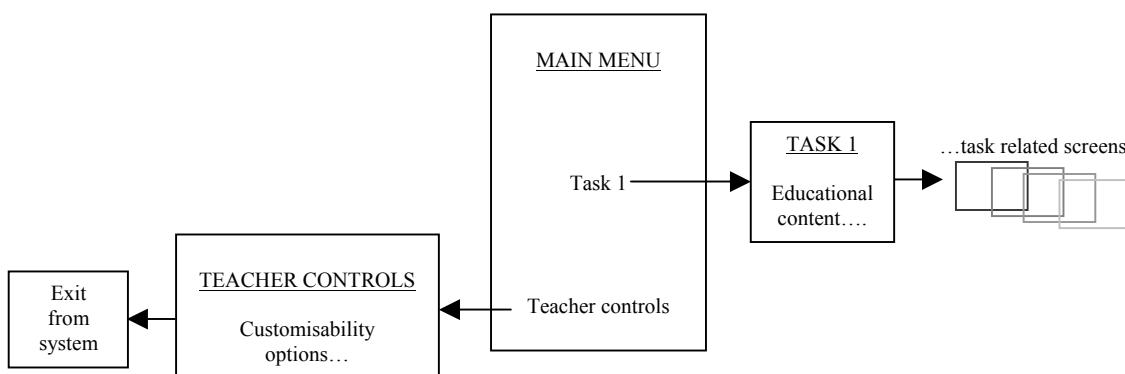 MAIN MENU
Task 1
Teacher controls
TASK 1
Educational
content….
…task related screens
TEACHER CONTROLS
Customisability
options…
Exit
from
system